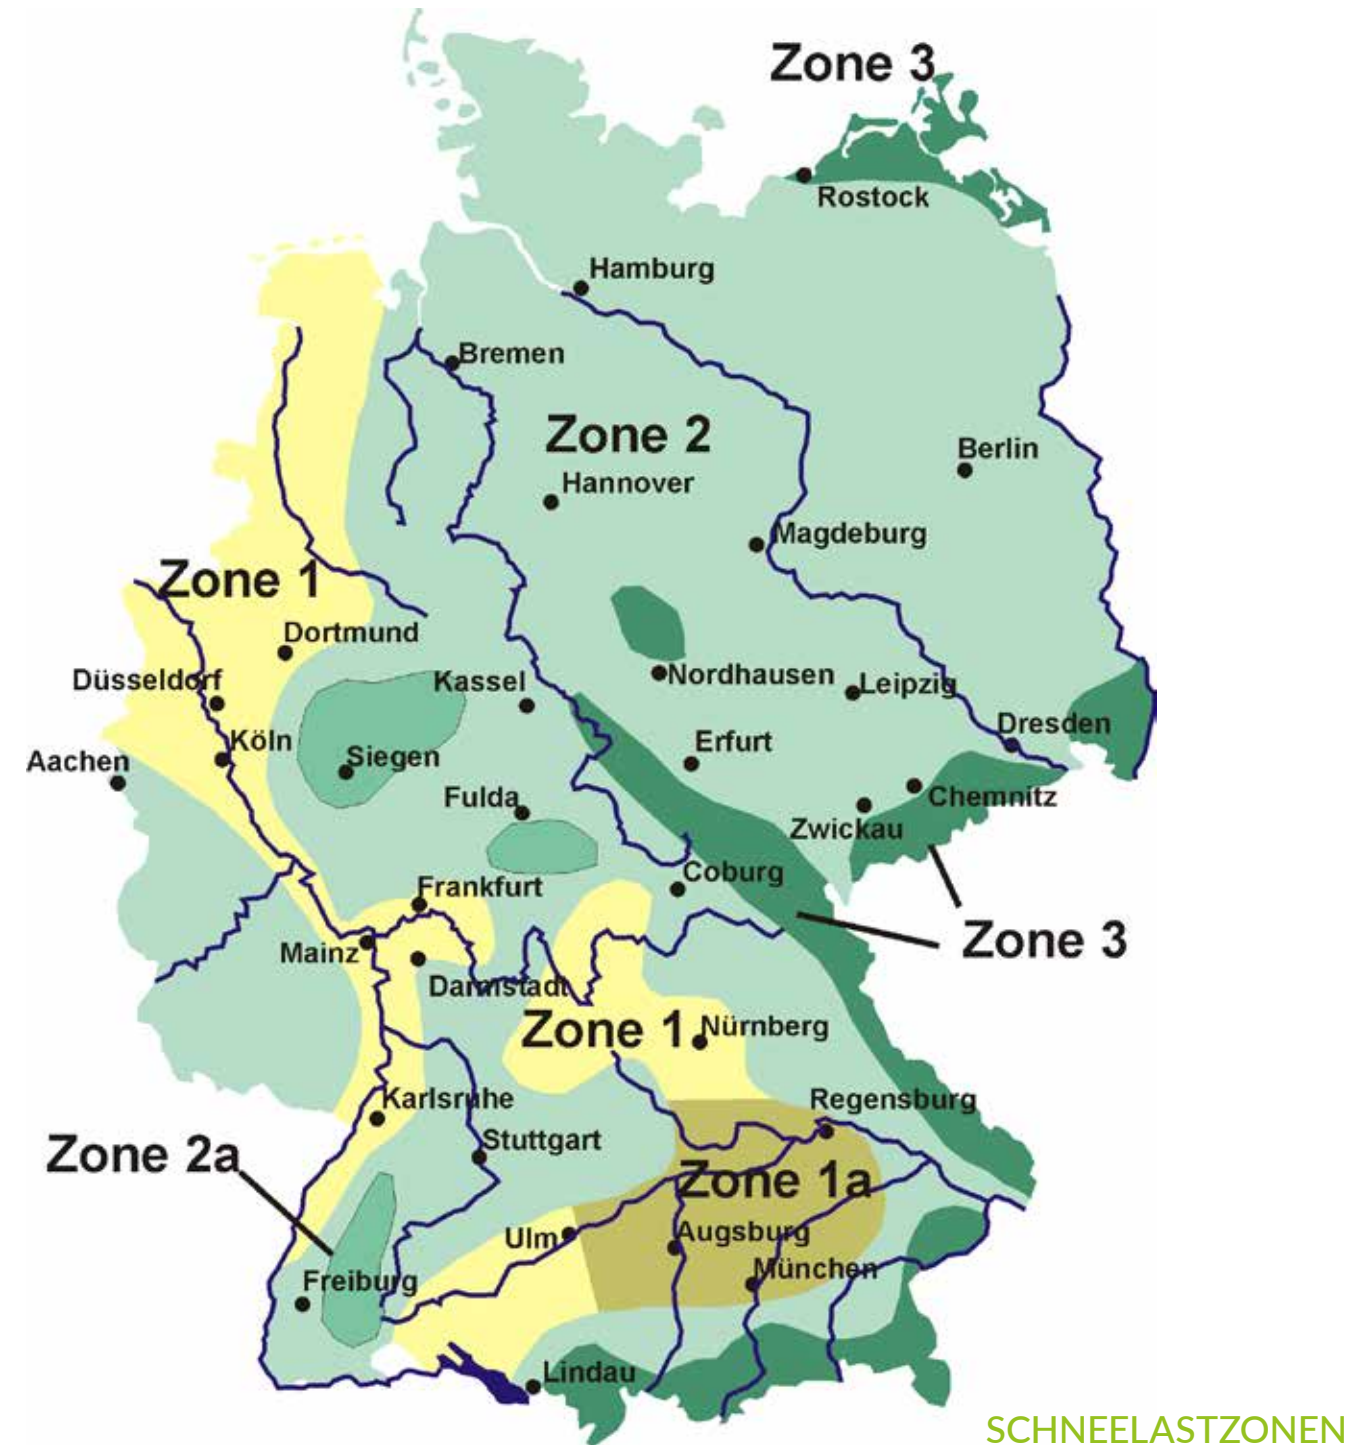 Zone 3
Rostock
Hamburg
Bremen
Zone 2
Berlin
Hannover
Magdeburg
Zone 1
Dortmund
Düsseldorf
Kassel
Nordhausen
Leipzig
Dresden
Köln
Erfurt
Aachen
Siegen
Fulda
Chemnitz
Zwickau
Coburg
Frankfurt
Zone 3
Mainz
Darmstadt
Zone 1
Nürnberg
Karlsruhe
Regensburg
Stuttgart
Zone 2a
Zone 1a
Ulm
Augsburg
München
Freiburg
Lindau
SCHNEELASTZONEN